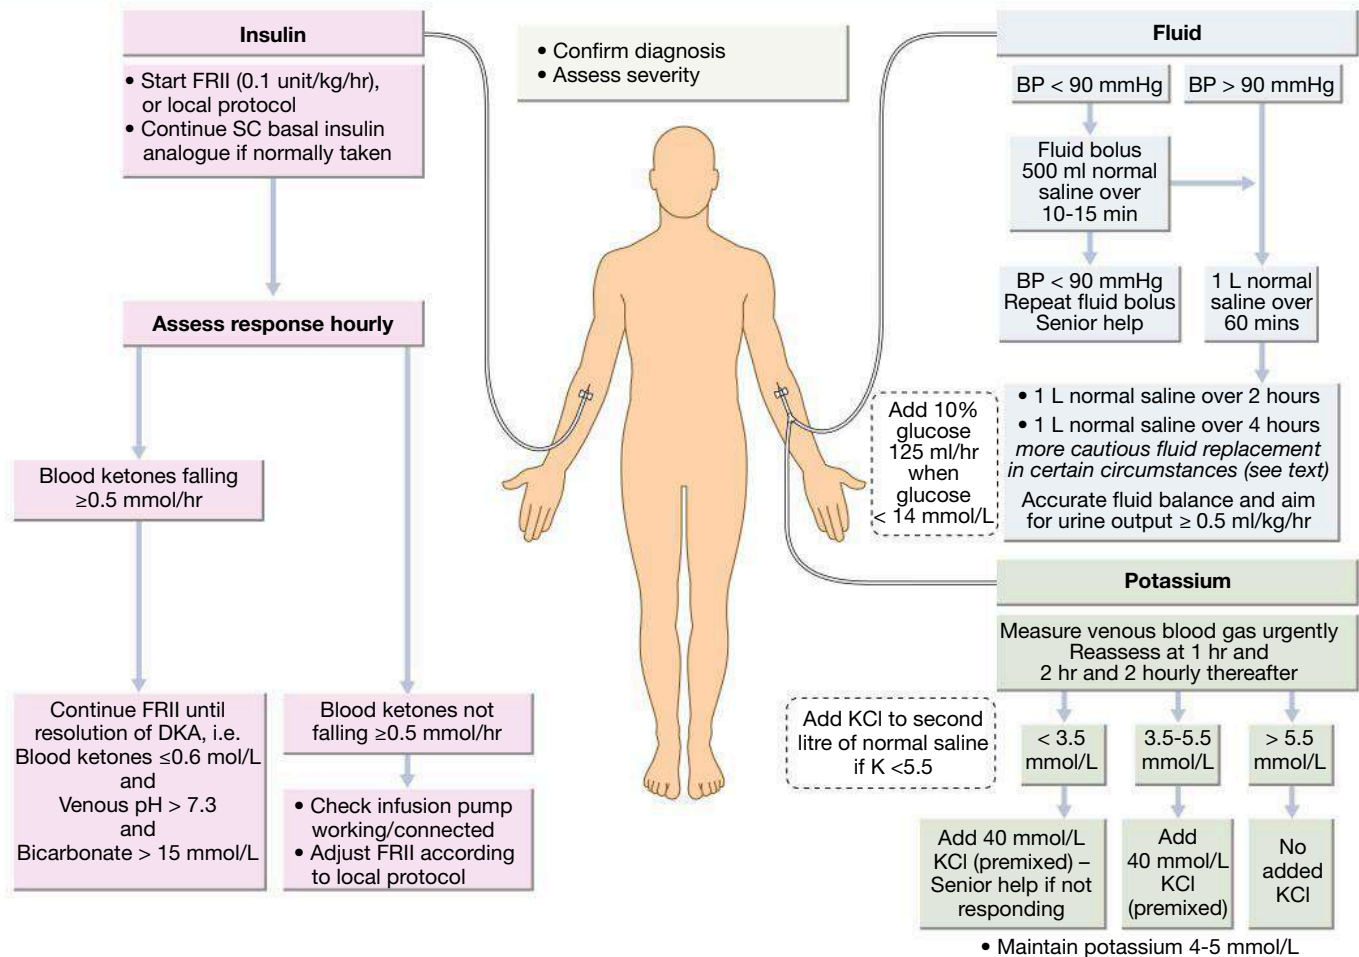 Insulin
• Start FRII (0.1 unit/kg/hr),
or local protocol
• Continue SC basal insulin
analogue if normally taken
Assess response hourly
Blood ketones falling
≥0.5 mmol/hr
Continue FRII until
resolution of DKA, i.e.
Blood ketones ≤0.6 mol/L
and
Venous pH > 7.3
and
Bicarbonate > 15 mmol/L
Blood ketones not
falling ≥0.5 mmol/hr
• Check infusion pump
working/connected
• Adjust FRII according
to local protocol
• Confirm diagnosis
• Assess severity
Fluid
BP < 90 mmHg
BP > 90 mmHg
Fluid bolus
500 ml normal
saline over
10-15 min
BP < 90 mmHg
Repeat fluid bolus
Senior help
1 L normal
saline over
60 mins
• 1 L normal saline over 2 hours
• 1 L normal saline over 4 hours
more cautious fluid replacement
in certain circumstances (see text)
Accurate fluid balance and aim
for urine output ≥ 0.5 ml/kg/hr
Add 10%
glucose
125 ml/hr
when
glucose
< 14 mmol/L
Potassium
Measure venous blood gas urgently
Reassess at 1 hr and
2 hr and 2 hourly thereafter
Add KCl to second
litre of normal saline
if K <5.5
< 3.5
mmol/L
3.5-5.5
mmol/L
> 5.5
mmol/L
Add 40 mmol/L
KCl (premixed) –
Senior help if not
responding
Add
40 mmol/L
KCl
(premixed)
No
added
KCl
• Maintain potassium 4-5 mmol/L